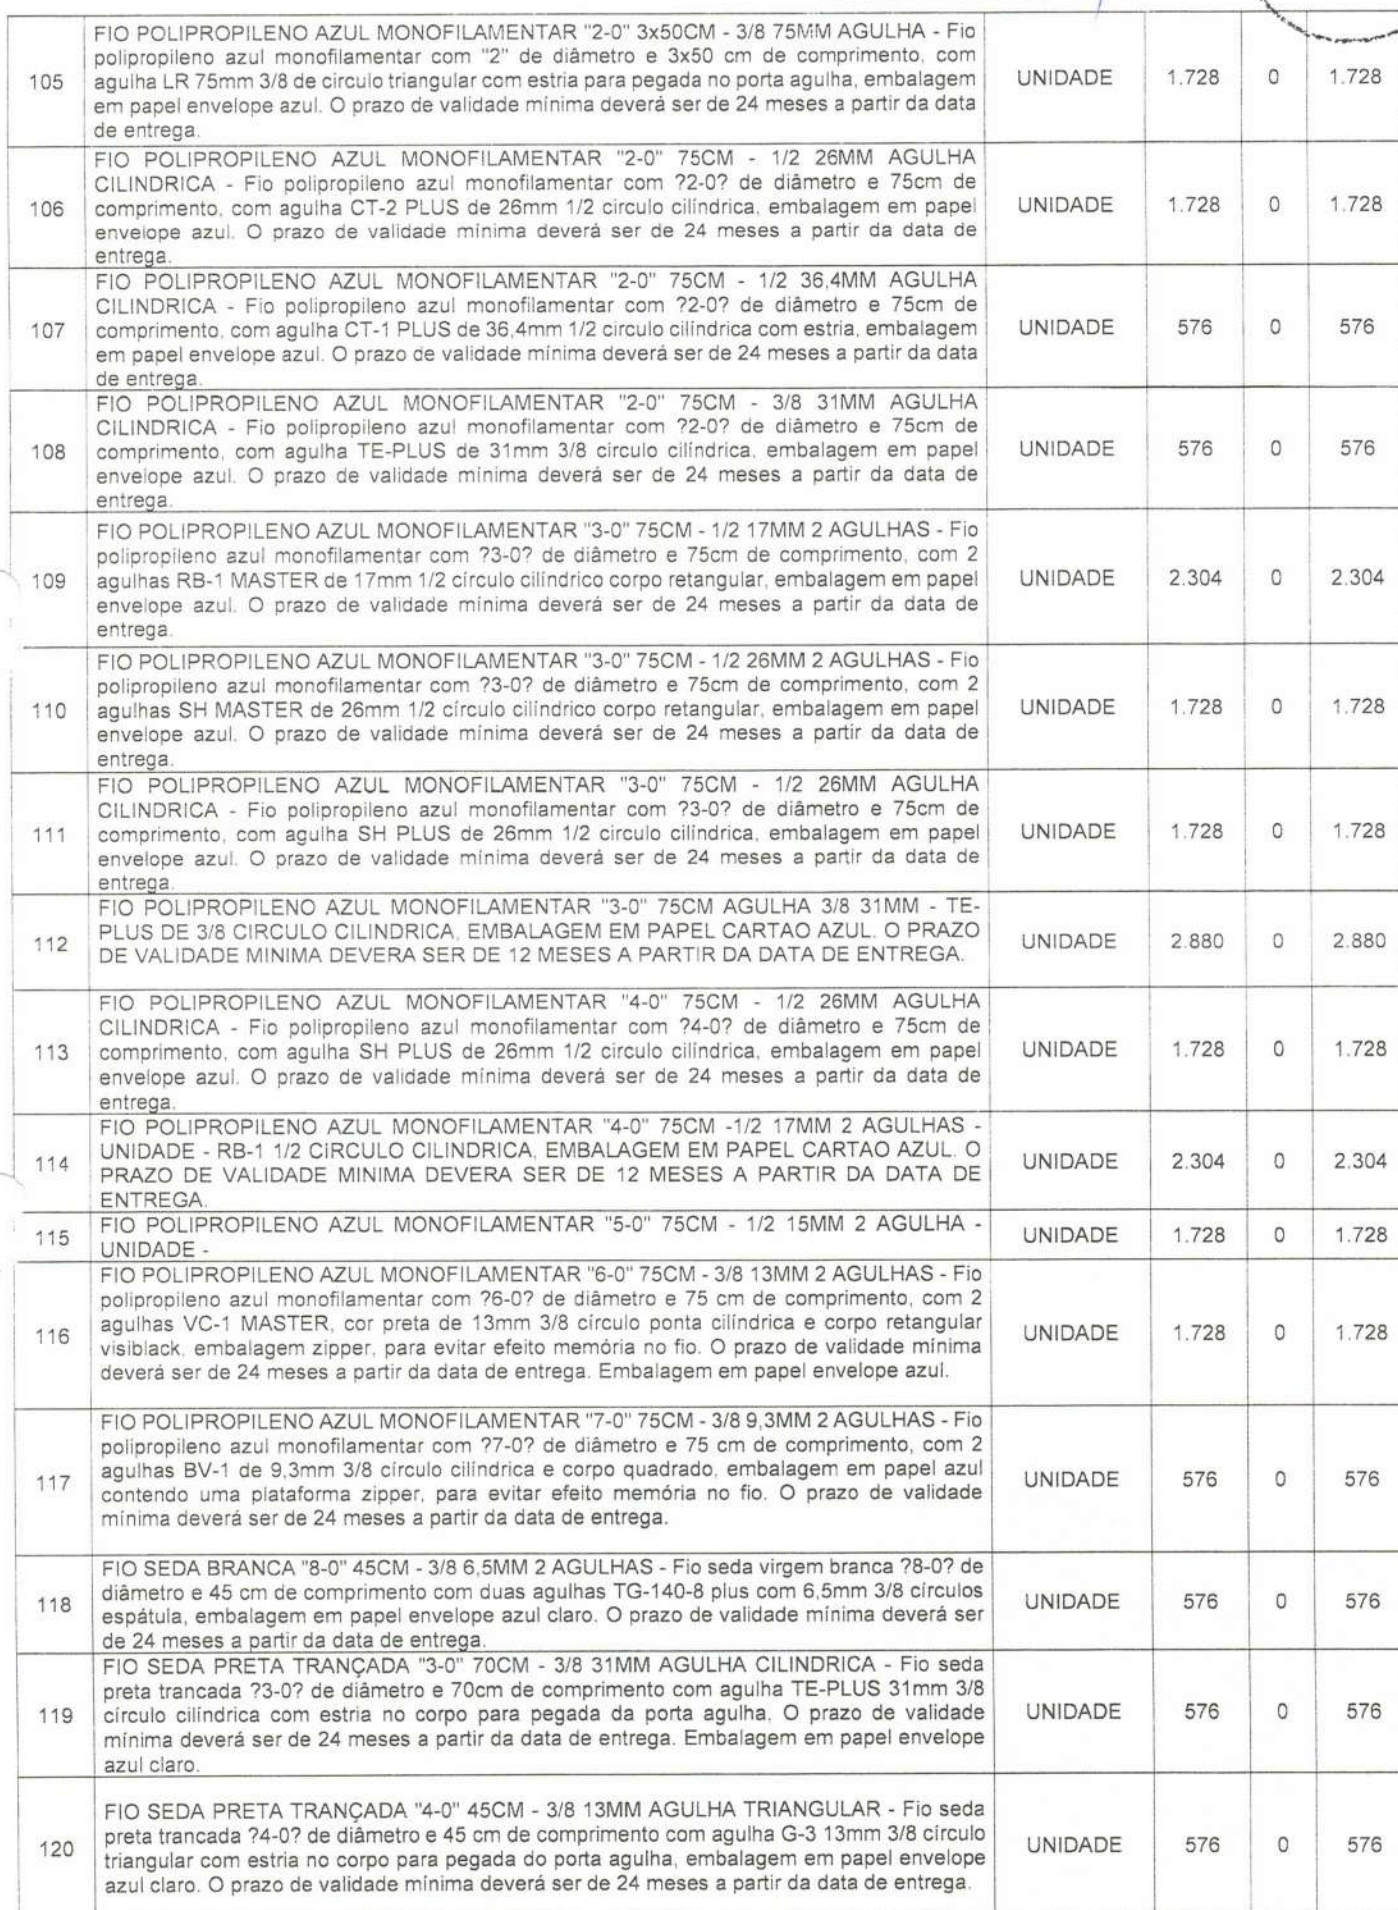 FIO POLIPROPILENO AZUL MONOFILAMENTAR "2-0" 3x50CM - 3/8 75MM AGULHA - Fio
polipropileno azul monofilamentar com "2" de diâmetro e 3x50 cm de comprimento, com
105 agulha LR 75mm 3/8 de circulo triangular com estria para pegada no porta agulha, embalagem UNIDADE 1.728 0 1.728
em papel envelope azul. O prazo de validade mínima deverá ser de 24 meses a partir da data
de entrega.
FIO POLIPROPILENO AZUL MONOFILAMENTAR "2-0" 75CM - 1/2 26MM AGULHA
CILINDRICA - Fio polipropileno azul monofilamentar com ?2-0? de diâmetro e 75cm de
106 comprimento, com agulha CT-2 PLUS de 26mm 1/2 circulo cilíndrica, embalagem em papel UNIDADE 1.728 0 1.728
envelope azul. O prazo de validade mínima deverá ser de 24 meses a partir da data de
entrega.
FIO POLIPROPILENO AZUL MONOFILAMENTAR "2-0" 75CM - 1/2 36,4MM AGULHA
CILINDRICA - Fio polipropileno azul monofilamentar com ?2-0? de diâmetro e 75cm de
107 comprimento, com agulha CT-1 PLUS de 36,4mm 1/2 circulo cilíndrica com estria, embalagem UNIDADE 576 0 576
em papel envelope azul. O prazo de validade mínima deverá ser de 24 meses a partir da data
de entrega.
FIO POLIPROPILENO AZUL MONOFILAMENTAR "2-0" 75CM - 3/8 31MM AGULHA
CILINDRICA - Fio polipropileno azul monofilamentar com ?2-0? de diâmetro e 75cm de
108 comprimento, com agulha TE-PLUS de 31mm 3/8 circulo cilíndrica, embalagem em papel UNIDADE 576 0 576
envelope azul. O prazo de validade mínima deverá ser de 24 meses a partir da data de
entrega.
FIO POLIPROPILENO AZUL MONOFILAMENTAR "3-0" 75CM - 1/2 17MM 2 AGULHAS - Fio
polipropileno azul monofilamentar com ?3-0? de diâmetro e 75cm de comprimento, com 2
109 agulhas RB-1 MASTER de 17mm 1/2 círculo cilíndrico corpo retangular, embalagem em papel UNIDADE 2.304 0 2.304
envelope azul. O prazo de validade mínima deverá ser de 24 meses a partir da data de
entrega.
FIO POLIPROPILENO AZUL MONOFILAMENTAR "3-0" 75CM - 1/2 26MM 2 AGULHAS - Fio
polipropileno azul monofilamentar com ?3-0? de diâmetro e 75cm de comprimento, com 2
110 agulhas SH MASTER de 26mm 1/2 círculo cilíndrico corpo retangular, embalagem em papel UNIDADE 1.728 0 1.728
envelope azul. O prazo de validade mínima deverá ser de 24 meses a partir da data de
entrega.
FIO POLIPROPILENO AZUL MONOFILAMENTAR "3-0" 75CM - 1/2 26MM AGULHA
CILINDRICA - Fio polipropileno azul monofilamentar com ?3-0? de diâmetro e 75cm de
111 comprimento, com agulha SH PLUS de 26mm 1/2 circulo cilíndrica, embalagem em papel UNIDADE 1.728 0 1.728
envelope azul. O prazo de validade mínima deverá ser de 24 meses a partir da data de
entrega.
FIO POLIPROPILENO AZUL MONOFILAMENTAR "3-0" 75CM AGULHA 3/8 31MM - TE-
112 PLUS DE 3/8 CIRCULO CILINDRICA, EMBALAGEM EM PAPEL CARTAO AZUL. O PRAZO UNIDADE 2.880 0 2.880
DE VALIDADE MINIMA DEVERA SER DE 12 MESES A PARTIR DA DATA DE ENTREGA.
FIO POLIPROPILENO AZUL MONOFILAMENTAR "4-0" 75CM - 1/2 26MM AGULHA
CILINDRICA - Fio polipropileno azul monofilamentar com ?4-0? de diâmetro e 75cm de
113 comprimento, com agulha SH PLUS de 26mm 1/2 circulo cilíndrica, embalagem em papel UNIDADE 1.728 0 1.728
envelope azul. O prazo de validade mínima deverá ser de 24 meses a partir da data de
entrega.
FIO POLIPROPILENO AZUL MONOFILAMENTAR "4-0" 75CM -1/2 17MM 2 AGULHAS -
UNIDADE - RB-1 1/2 CIRCULO CILINDRICA, EMBALAGEM EM PAPEL CARTAO AZUL. O
114 PRAZO DE VALIDADE MINIMA DEVERA SER DE 12 MESES A PARTIR DA DATA DE UNIDADE 2.304 0 2.304
ENTREGA.
115 FIO POLIPROPILENO AZUL MONOFILAMENTAR "5-0" 75CM - 1/2 15MM 2 AGULHA - UNIDADE 1.728 0 1.728
UNIDADE -
FIO POLIPROPILENO AZUL MONOFILAMENTAR "6-0" 75CM - 3/8 13MM 2 AGULHAS - Fio
polipropileno azul monofilamentar com ?6-0? de diâmetro e 75 cm de comprimento, com 2
116 agulhas VC-1 MASTER, cor preta de 13mm 3/8 círculo ponta cilíndrica e corpo retangular UNIDADE 1.728 0 1.728
visiblack, embalagem zipper, para evitar efeito memória no fio. O prazo de validade mínima
deverá ser de 24 meses a partir da data de entrega. Embalagem em papel envelope azul.
FIO POLIPROPILENO AZUL MONOFILAMENTAR "7-0" 75CM - 3/8 9,3MM 2 AGULHAS - Fio
polipropileno azul monofilamentar com ?7-0? de diâmetro e 75 cm de comprimento, com 2
117 agulhas BV-1 de 9,3mm 3/8 círculo cilíndrica e corpo quadrado, embalagem em papel azul UNIDADE 576 0 576
contendo uma plataforma zipper, para evitar efeito memória no fio. O prazo de validade
mínima deverá ser de 24 meses a partir da data de entrega.
FIO SEDA BRANCA "8-0" 45CM - 3/8 6,5MM 2 AGULHAS - Fio seda virgem branca ?8-0? de
118 diâmetro e 45 cm de comprimento com duas agulhas TG-140-8 plus com 6,5mm 3/8 círculos UNIDADE 576 0 576
espátula, embalagem em papel envelope azul claro. O prazo de validade mínima deverá ser
de 24 meses a partir da data de entrega.
FIO SEDA PRETA TRANÇADA "3-0" 70CM - 3/8 31MM AGULHA CILINDRICA - Fio seda
preta trancada ?3-0? de diâmetro e 70cm de comprimento com agulha TE-PLUS 31mm 3/8
119 círculo cilíndrica com estria no corpo para pegada da porta agulha, O prazo de validade UNIDADE 576 0 576
mínima deverá ser de 24 meses a partir da data de entrega. Embalagem em papel envelope
azul claro.
FIO SEDA PRETA TRANÇADA "4-0" 45CM - 3/8 13MM AGULHA TRIANGULAR - Fio seda
preta trancada ?4-0? de diâmetro e 45 cm de comprimento com agulha G-3 13mm 3/8 círculo
120 triangular com estria no corpo para pegada do porta agulha, embalagem em papel envelope UNIDADE 576 0 576
azul claro. O prazo de validade mínima deverá ser de 24 meses a partir da data de entrega.